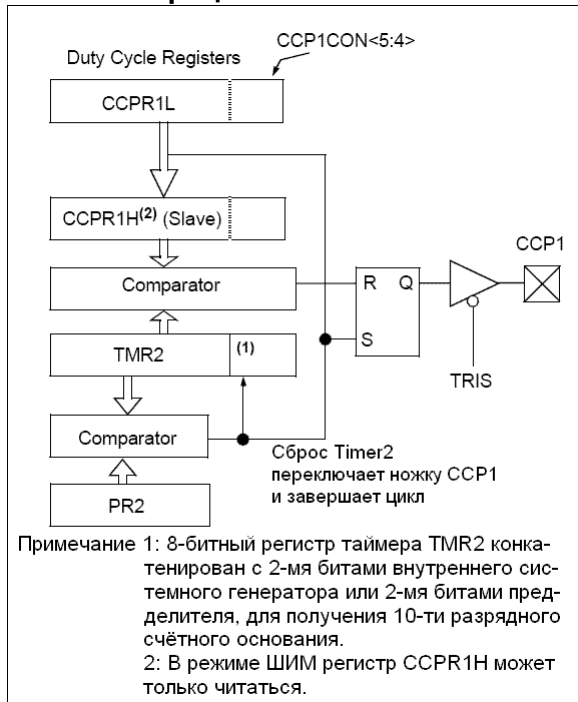 CCP1CON<5:4>
Duty Cycle Registers
CCPR1L
CCPR1H(2) (Slave)
CCP1
Comparator
R Q
(1)
TMR2
S
TRIS
Comparator
Сброс Timer2
переключает ножку CCP1
и завершает цикл
PR2
Примечание 1: 8-битный регистр таймера TMR2 конка-
тенирован с 2-мя битами внутреннего сис-
темного генератора или 2-мя битами пред-
делителя, для получения 10-ти разрядного
счётного основания.
2: В режиме ШИМ регистр CCPR1H может
только читаться.